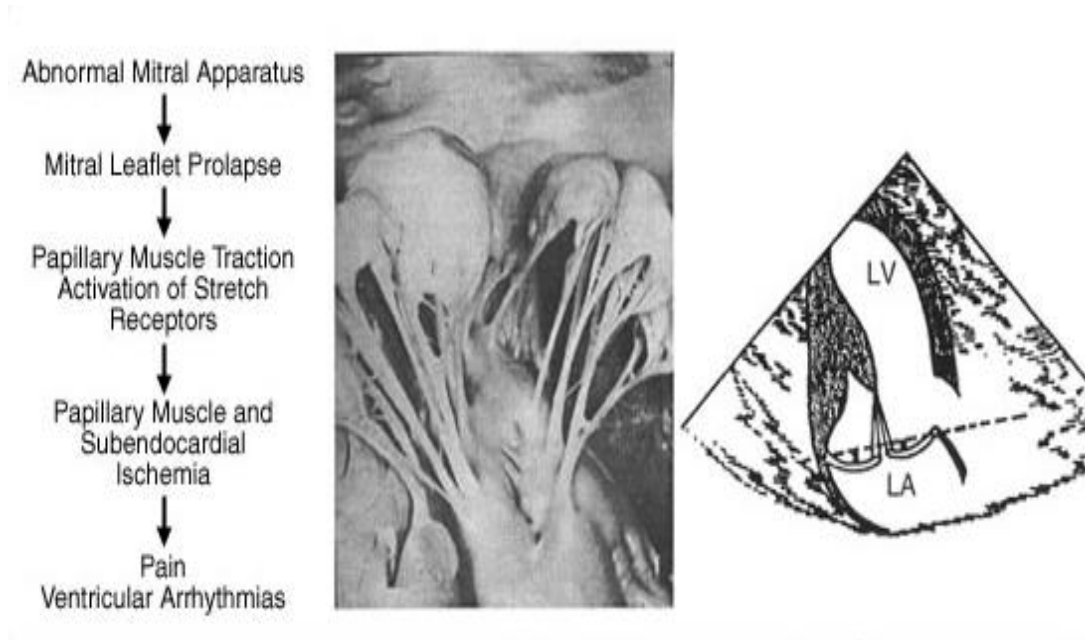 Abnormal Mitral Apparatus
Mitral Leaflet Prolapse
Papillary Muscle Traction
Activation of Stretch
Receptors
Papillary Muscle and
Subendocardial
Ischemia
Pain
Ventricular Arrhythmias
LV
LA